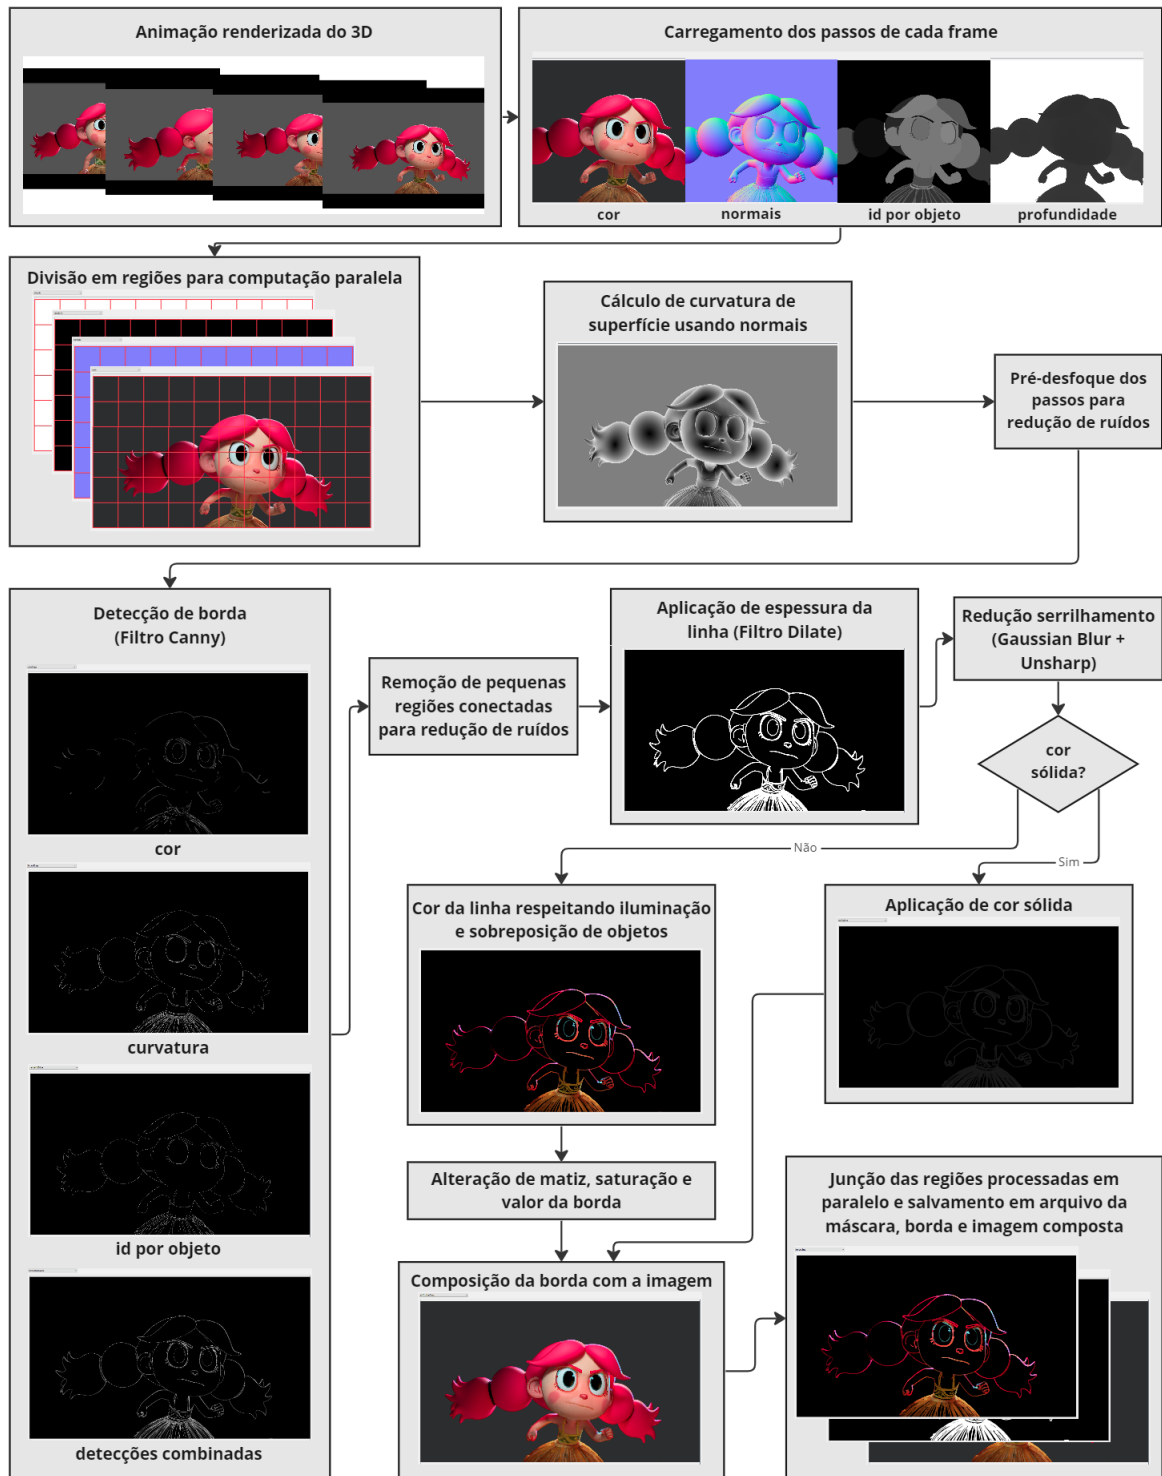 Animação renderizada do 3D
Carregamento dos passos de cada frame
cor
normais
id por objeto
profundidade
Divisão em regiões para computação paralela
Cálculo de curvatura de
superfície usando normais
Pré-desfoque dos
passos para
redução de ruídos
Detecção de borda
(Filtro Canny)
cor
curvatura
id por objeto
detecções combinadas
Remoção de pequenas
regiões conectadas
para redução de ruídos
Aplicação de espessura da
linha (Filtro Dilate)
Redução serrilhamento
(Gaussian Blur +
Unsharp)
cor
sólida?
Não
Sim
Cor da linha respeitando iluminação
e sobreposição de objetos
Aplicação de cor sólida
Alteração de matiz, saturação e
valor da borda
Composição da borda com a imagem
Junção das regiões processadas em
paralelo e salvamento em arquivo da
máscara, borda e imagem composta